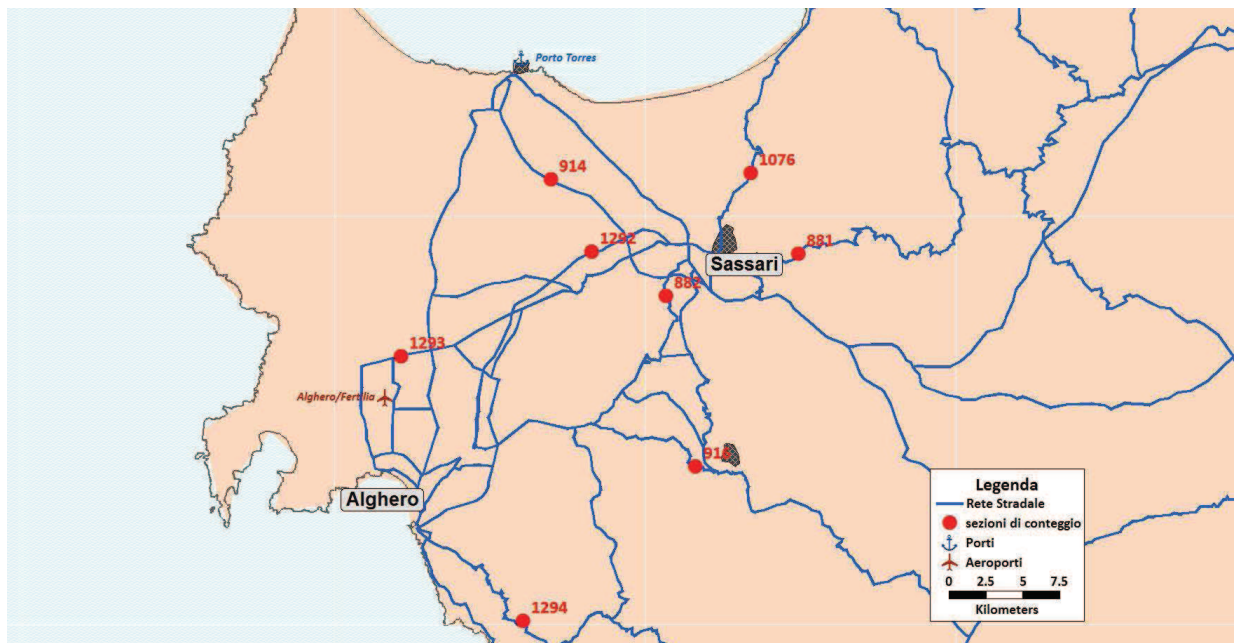 Porto Torres
914
1076
1292
881
Sassari
882
1293
Alghero/Fertilia
Alghero
1294
Legenda
Rete Stradale
sezioni di conteggio
Porti
Aeroporti
0 2.5 5 7.5
Kilometers